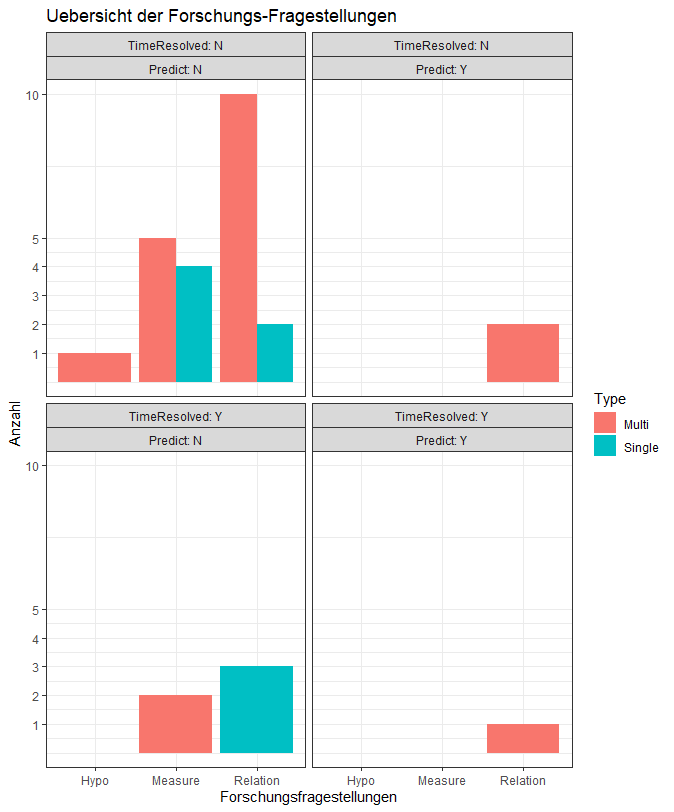 Uebersicht der Forschungs-Fragestellungen
TimeResolved: N
Predict: N
TimeResolved: N
Predict: Y
10
5
4
3
2
1
TimeResolved: Y
Predict: N
TimeResolved: Y
Predict: Y
10
5
4
3
2
1
Anzahl
Hypo Measure Relation
Hypo Measure Relation
Forschungsfragestellungen
Type
Multi
Single